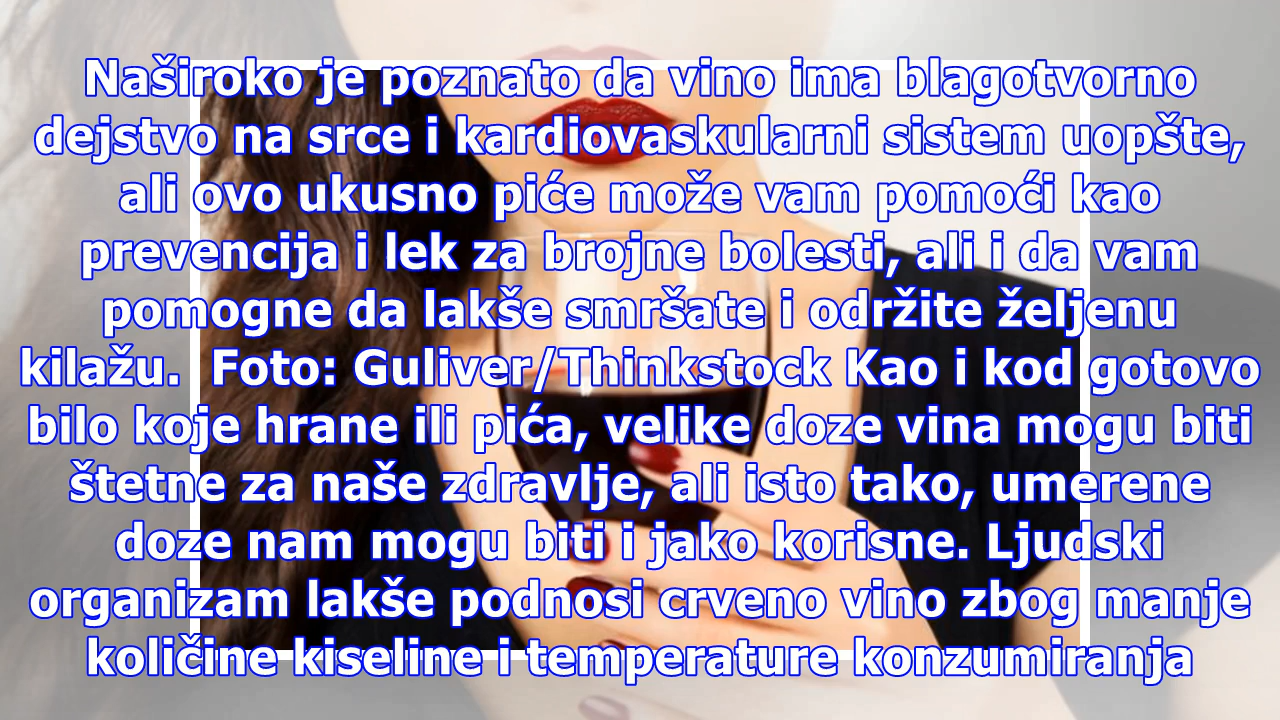 Naširoko je poznato da vino ima blagotvorno
dejstvo na srce i kardiovaskularni sistem uopšte,
ali ovo ukusno piće može vam pomoći kao
prevencija i lek za brojne bolesti, ali i da vam
pomogne da lakše smršate i održite željenu
kilažu.  Foto: Guliver/Thinkstock Kao i kod gotovo
bilo koje hrane ili pića, velike doze vina mogu biti
štetne za naše zdravlje, ali isto tako, umerene
doze nam mogu biti i jako korisne. Ljudski
organizam lakše podnosi crveno vino zbog manje
količine kiseline i temperature konzumiranja